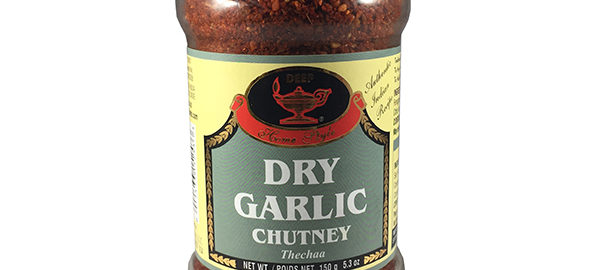 DEEP
Home Style
Authentic
Indian
Recipe
DRY
GARLIC
CHUTNEY
Thechaa
NET WT / POIDS NET 150 g 5.3 oz